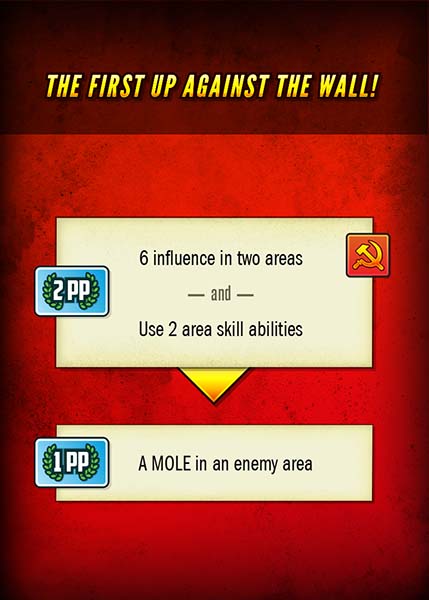 THE FIRST UP AGAINST THE WALL!
6 influence in two areas
2 PP
— and —
Use 2 area skill abilities
1 PP
A MOLE in an enemy area